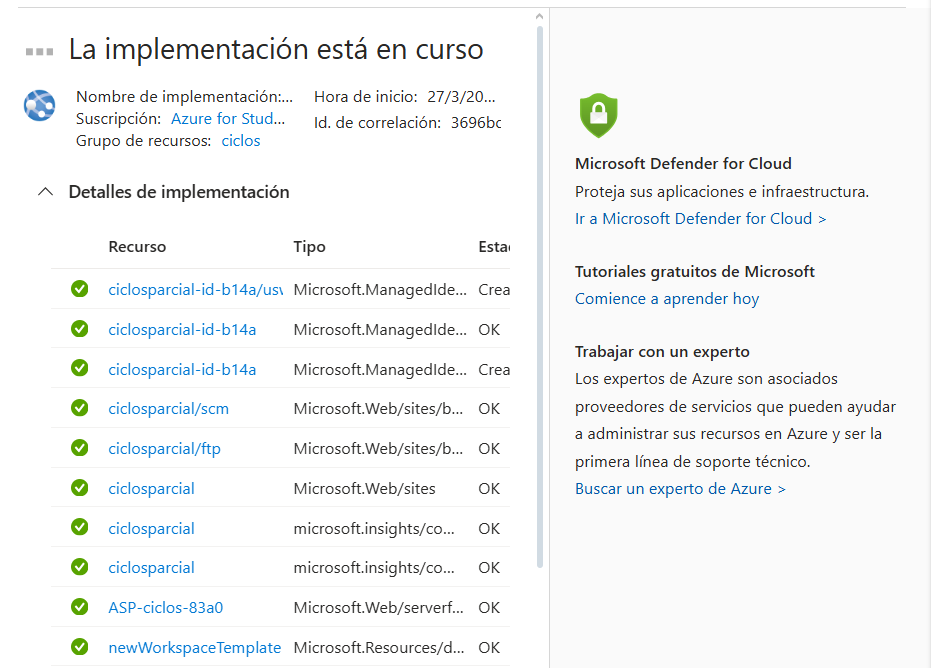 La implementación está en curso
Nombre de implementación:...
Suscripción: Azure for Stud...
Grupo de recursos: ciclos
Hora de inicio: 27/3/20...
Id. de correlación: 3696bc
Detalles de implementación
Recurso Tipo Esta
ciclosparcial-id-b14a/usw Microsoft.ManagedIde... Crea
ciclosparcial-id-b14a Microsoft.ManagedIde... OK
ciclosparcial-id-b14a Microsoft.ManagedIde... Crea
ciclosparcial/scm Microsoft.Web/sites/b... OK
ciclosparcial/ftp Microsoft.Web/sites/b... OK
ciclosparcial Microsoft.Web/sites OK
ciclosparcial microsoft.insights/co... OK
ciclosparcial microsoft.insights/co... OK
ASP-ciclos-83a0 Microsoft.Web/serverf... OK
newWorkspaceTemplate Microsoft.Resources/d... OK
Microsoft Defender for Cloud
Proteja sus aplicaciones e infraestructura.
Ir a Microsoft Defender for Cloud >
Tutoriales gratuitos de Microsoft
Comience a aprender hoy
Trabajar con un experto
Los expertos de Azure son asociados
proveedores de servicios que pueden ayudar
a administrar sus recursos en Azure y ser la
primera línea de soporte técnico.
Buscar un experto de Azure >